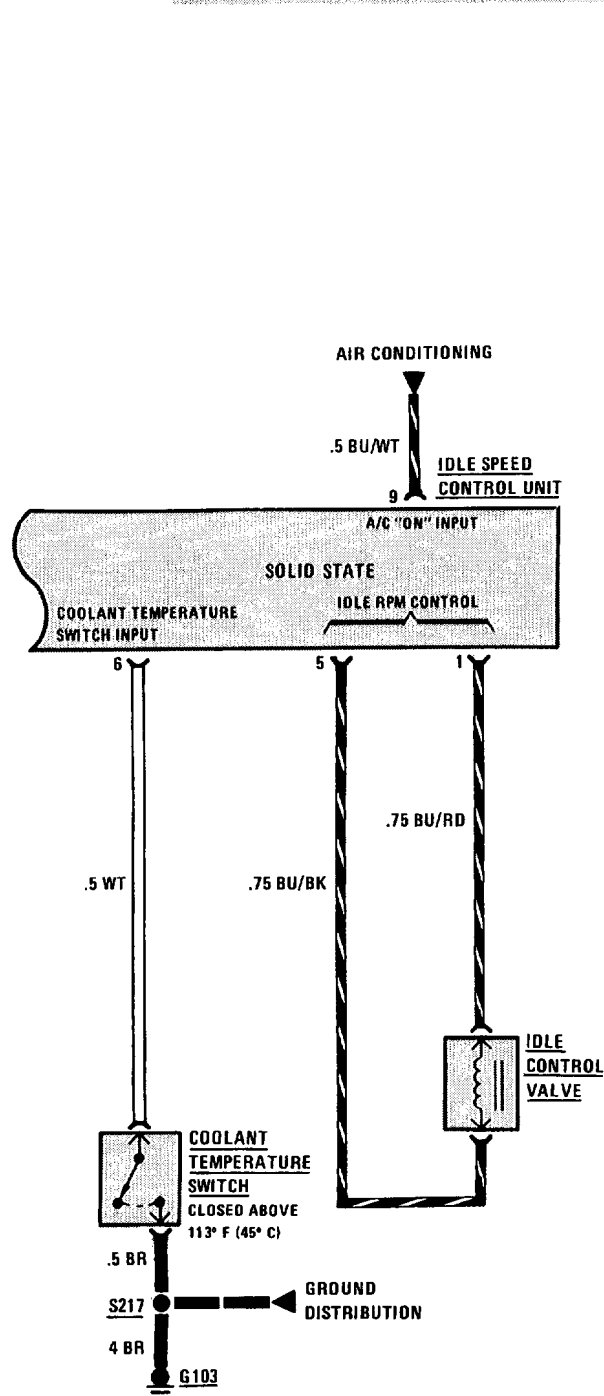 AIR CONDITIONING
.5 BU/WT
IDLE SPEED
CONTROL UNIT
9
A/C "ON" INPUT
SOLID STATE
IDLE RPM CONTROL
COOLANT TEMPERATURE
SWITCH INPUT
6
5
1
.75 BU/RD
.5 WT
.75 BU/BK
IDLE
CONTROL
VALVE
COOLANT
TEMPERATURE
SWITCH
CLOSED ABOVE
113° F (45° C)
.5 BR
S217
GROUND
DISTRIBUTION
4 BR
G103